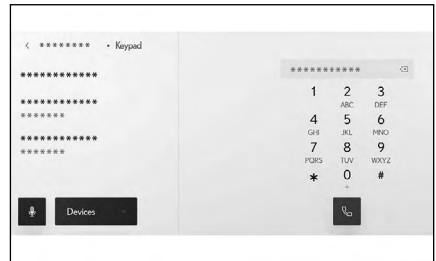 < ******** • Keypad
************
************
*******
************
*******
***********
1 2 3
ABC DEF
4 5 6
GHI JKL MNO
7 8 9
PQRS TUV WXYZ
* 0 #
+
Devices